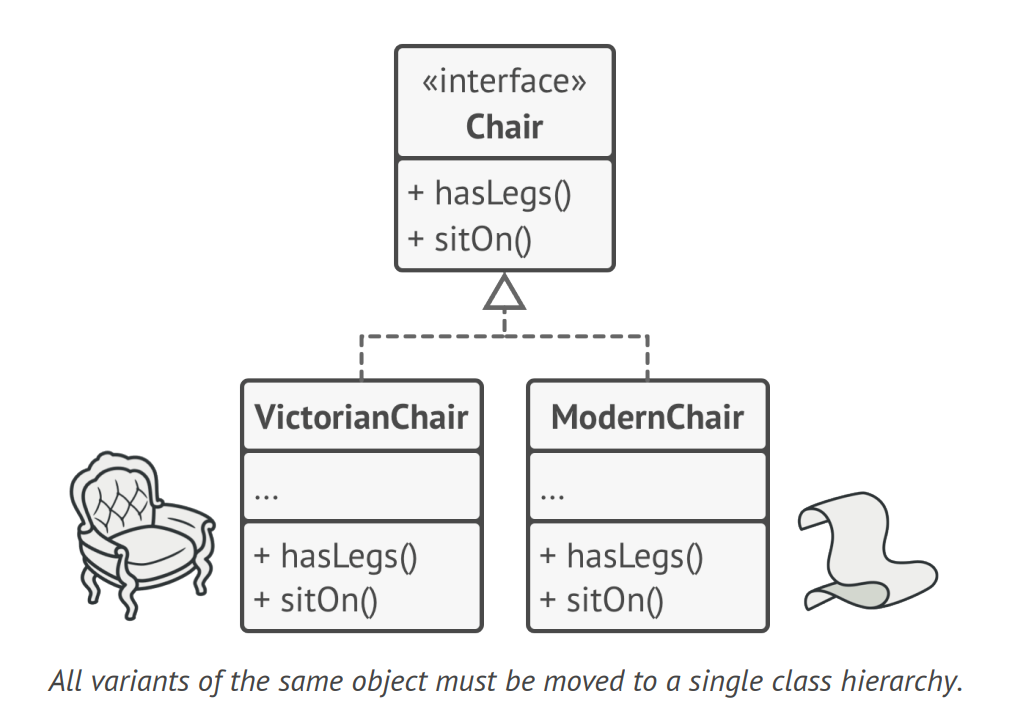 «interface»
Chair
+ hasLegs()
+ sitOn()
VictorianChair
...
+ hasLegs()
+ sitOn()
ModernChair
...
+ hasLegs()
+ sitOn()
All variants of the same object must be moved to a single class hierarchy.